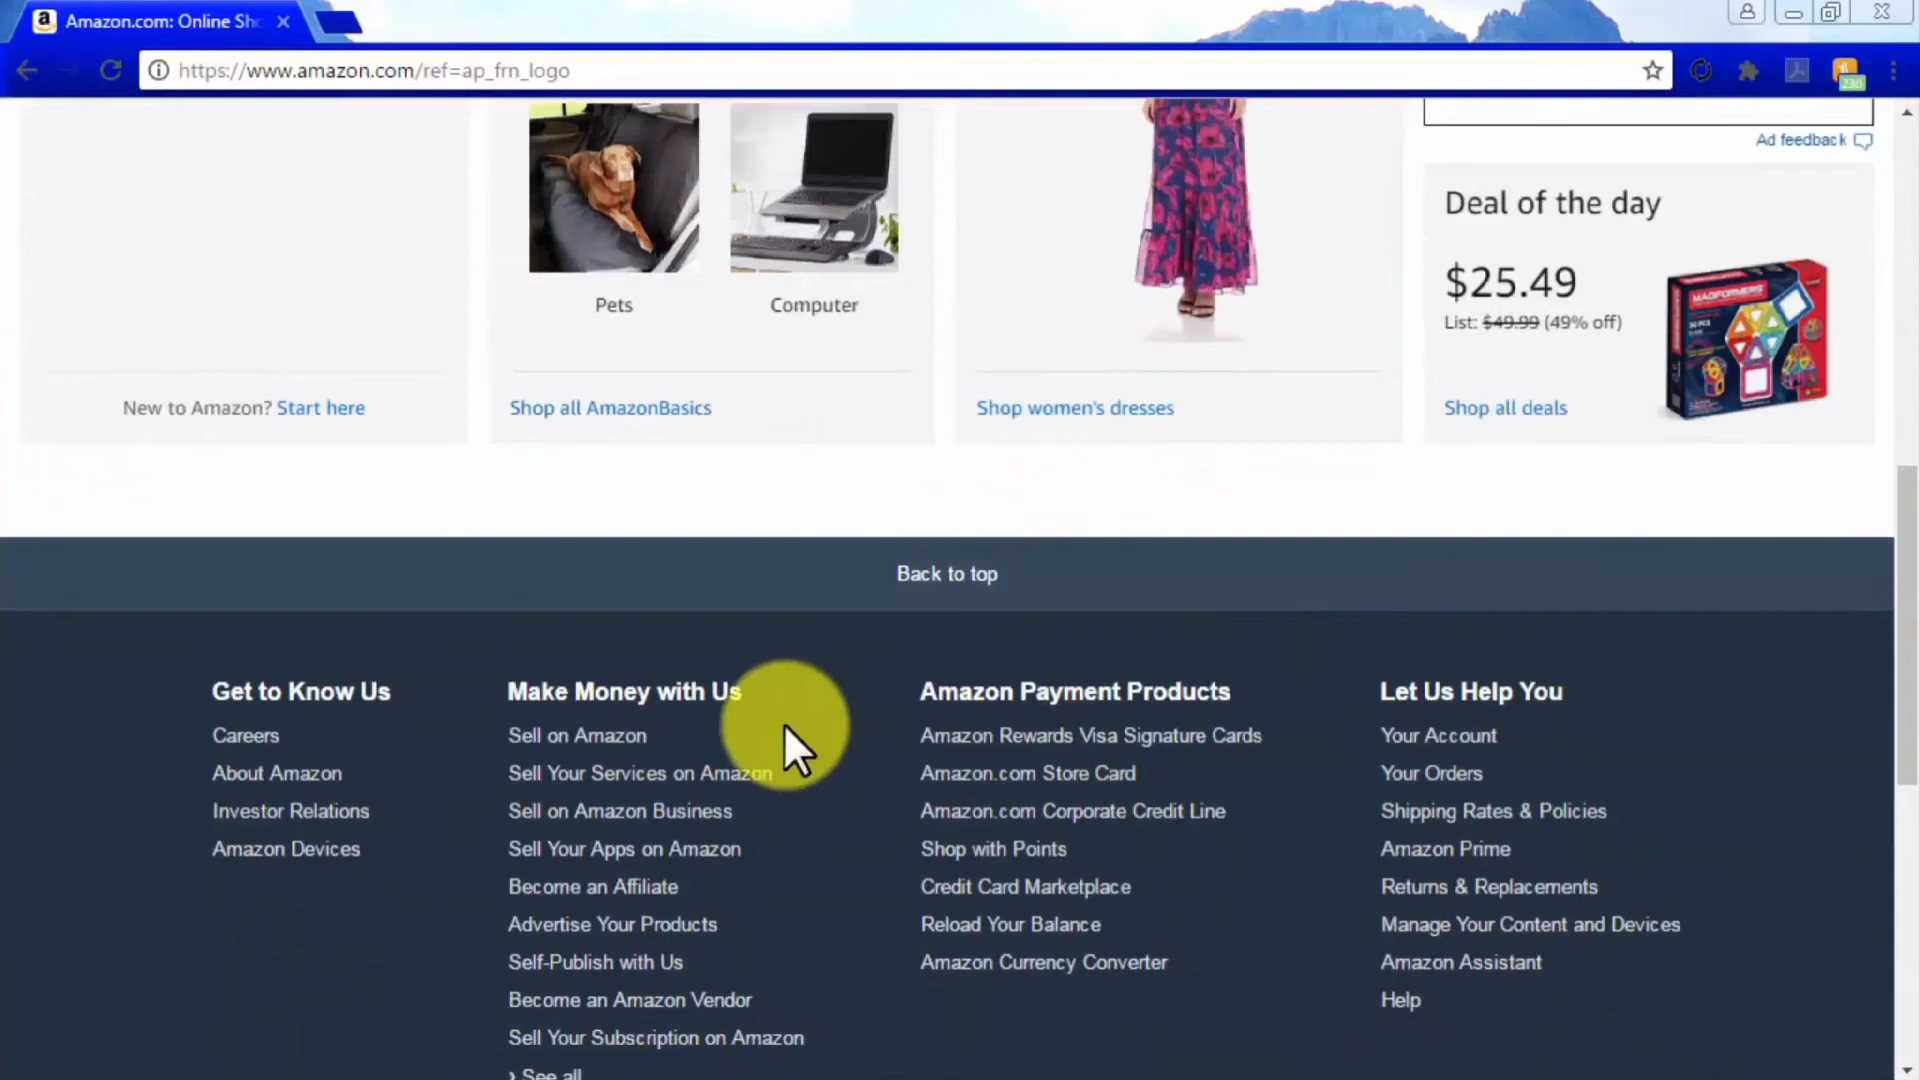 Amazon.com: Online Sho
https://www.amazon.com/ref=ap_frn_logo
230
Ad feedback
Deal of the day
$25.49
List: $49.99 (49% off)
MAGFORMERS
Pets
Computer
New to Amazon? Start here
Shop all AmazonBasics
Shop women's dresses
Shop all deals
Back to top
Get to Know Us
Careers
About Amazon
Investor Relations
Amazon Devices
Make Money with Us
Sell on Amazon
Sell Your Services on Amazon
Sell on Amazon Business
Sell Your Apps on Amazon
Become an Affiliate
Advertise Your Products
Self-Publish with Us
Become an Amazon Vendor
Sell Your Subscription on Amazon
› See all
Amazon Payment Products
Amazon Rewards Visa Signature Cards
Amazon.com Store Card
Amazon.com Corporate Credit Line
Shop with Points
Credit Card Marketplace
Reload Your Balance
Amazon Currency Converter
Let Us Help You
Your Account
Your Orders
Shipping Rates & Policies
Amazon Prime
Returns & Replacements
Manage Your Content and Devices
Amazon Assistant
Help